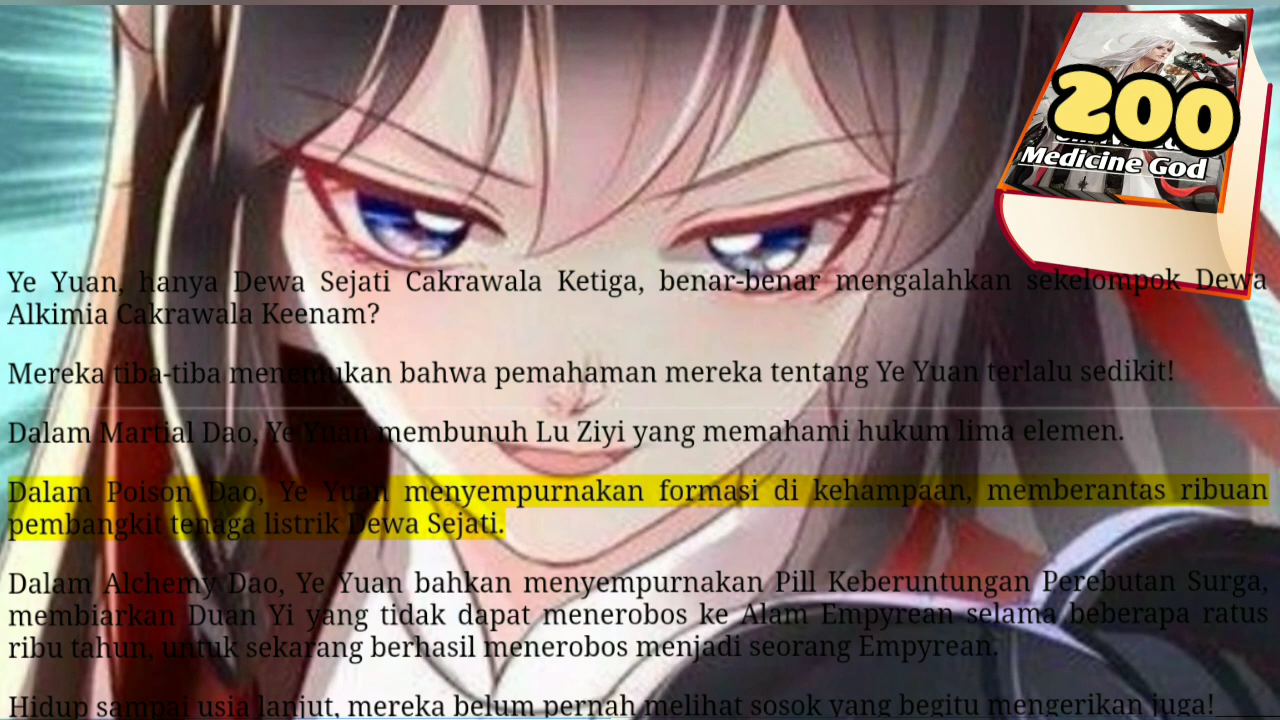 200
Medicine God
Ye Yuan, hanya Dewa Sejati Cakrawala Ketiga, benar-benar mengalahkan sekelompok Dewa
Alkimia Cakrawala Keenam?
Mereka tiba-tiba menemukan bahwa pemahaman mereka tentang Ye Yuan terlalu sedikit!
Dalam Martial Dao, Ye Yuan membunuh Lu Ziyi yang memahami hukum lima elemen.
Dalam Poison Dao, Ye Yuan menyempurnakan formasi di kehampaan, memberantas ribuan
pembangkit tenaga listrik Dewa Sejati.
Dalam Alchemy Dao, Ye Yuan bahkan menyempurnakan Pill Keberuntungan Perebutan Surga,
membiarkan Duan Yi yang tidak dapat menerobos ke Alam Empyrean selama beberapa ratus
ribu tahun, untuk sekarang berhasil menerobos menjadi seorang Empyrean.
Hidup sampai usia lanjut, mereka belum pernah melihat sosok yang begitu mengerikan juga!